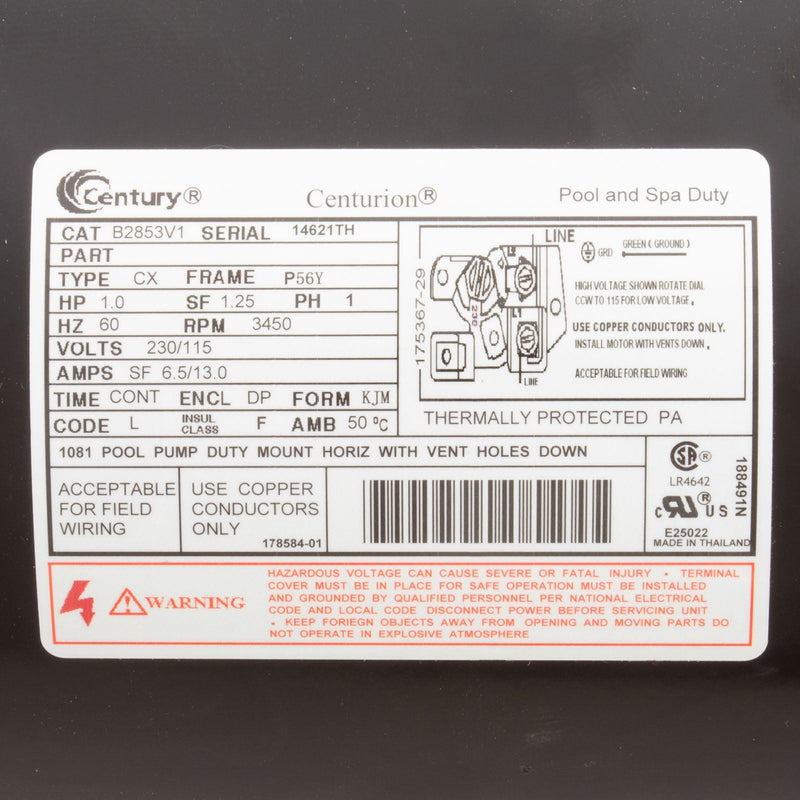 Century® Centurion® Pool and Spa Duty
CAT B2853V1 SERIAL 14621TH
PART
TYPE CX FRAME P56Y
HP 1.0 SF 1.25 PH 1
HZ 60 RPM 3450
VOLTS 230/115
AMPS SF 6.5/13.0
TIME CONT ENCL DP FORM KJM
CODE L INSUL CLASS F AMB 50 °C
175367-29
L2
LINE
230
L1
LINE
GRD
GREEN ( GROUND )
HIGH VOLTAGE SHOWN ROTATE DIAL
CCW TO 115 FOR LOW VOLTAGE.
USE COPPER CONDUCTORS ONLY.
INSTALL MOTOR WITH VENTS DOWN.
ACCEPTABLE FOR FIELD WIRING
THERMALLY PROTECTED PA
1081 POOL PUMP DUTY MOUNT HORIZ WITH VENT HOLES DOWN
ACCEPTABLE
FOR FIELD
WIRING
USE COPPER
CONDUCTORS
ONLY
178584-01
SA®
LR4642
c UR® US
E25022
MADE IN THAILAND
188491N
WARNING
HAZARDOUS VOLTAGE CAN CAUSE SEVERE OR FATAL INJURY • TERMINAL
COVER MUST BE IN PLACE FOR SAFE OPERATION MUST BE INSTALLED
AND GROUNDED BY QUALIFIED PERSONNEL PER NATIONAL ELECTRICAL
CODE AND LOCAL CODE DISCONNECT POWER BEFORE SERVICING UNIT
• KEEP FORIEGN OBJECTS AWAY FROM OPENING AND MOVING PARTS DO
NOT OPERATE IN EXPLOSIVE ATMOSPHERE